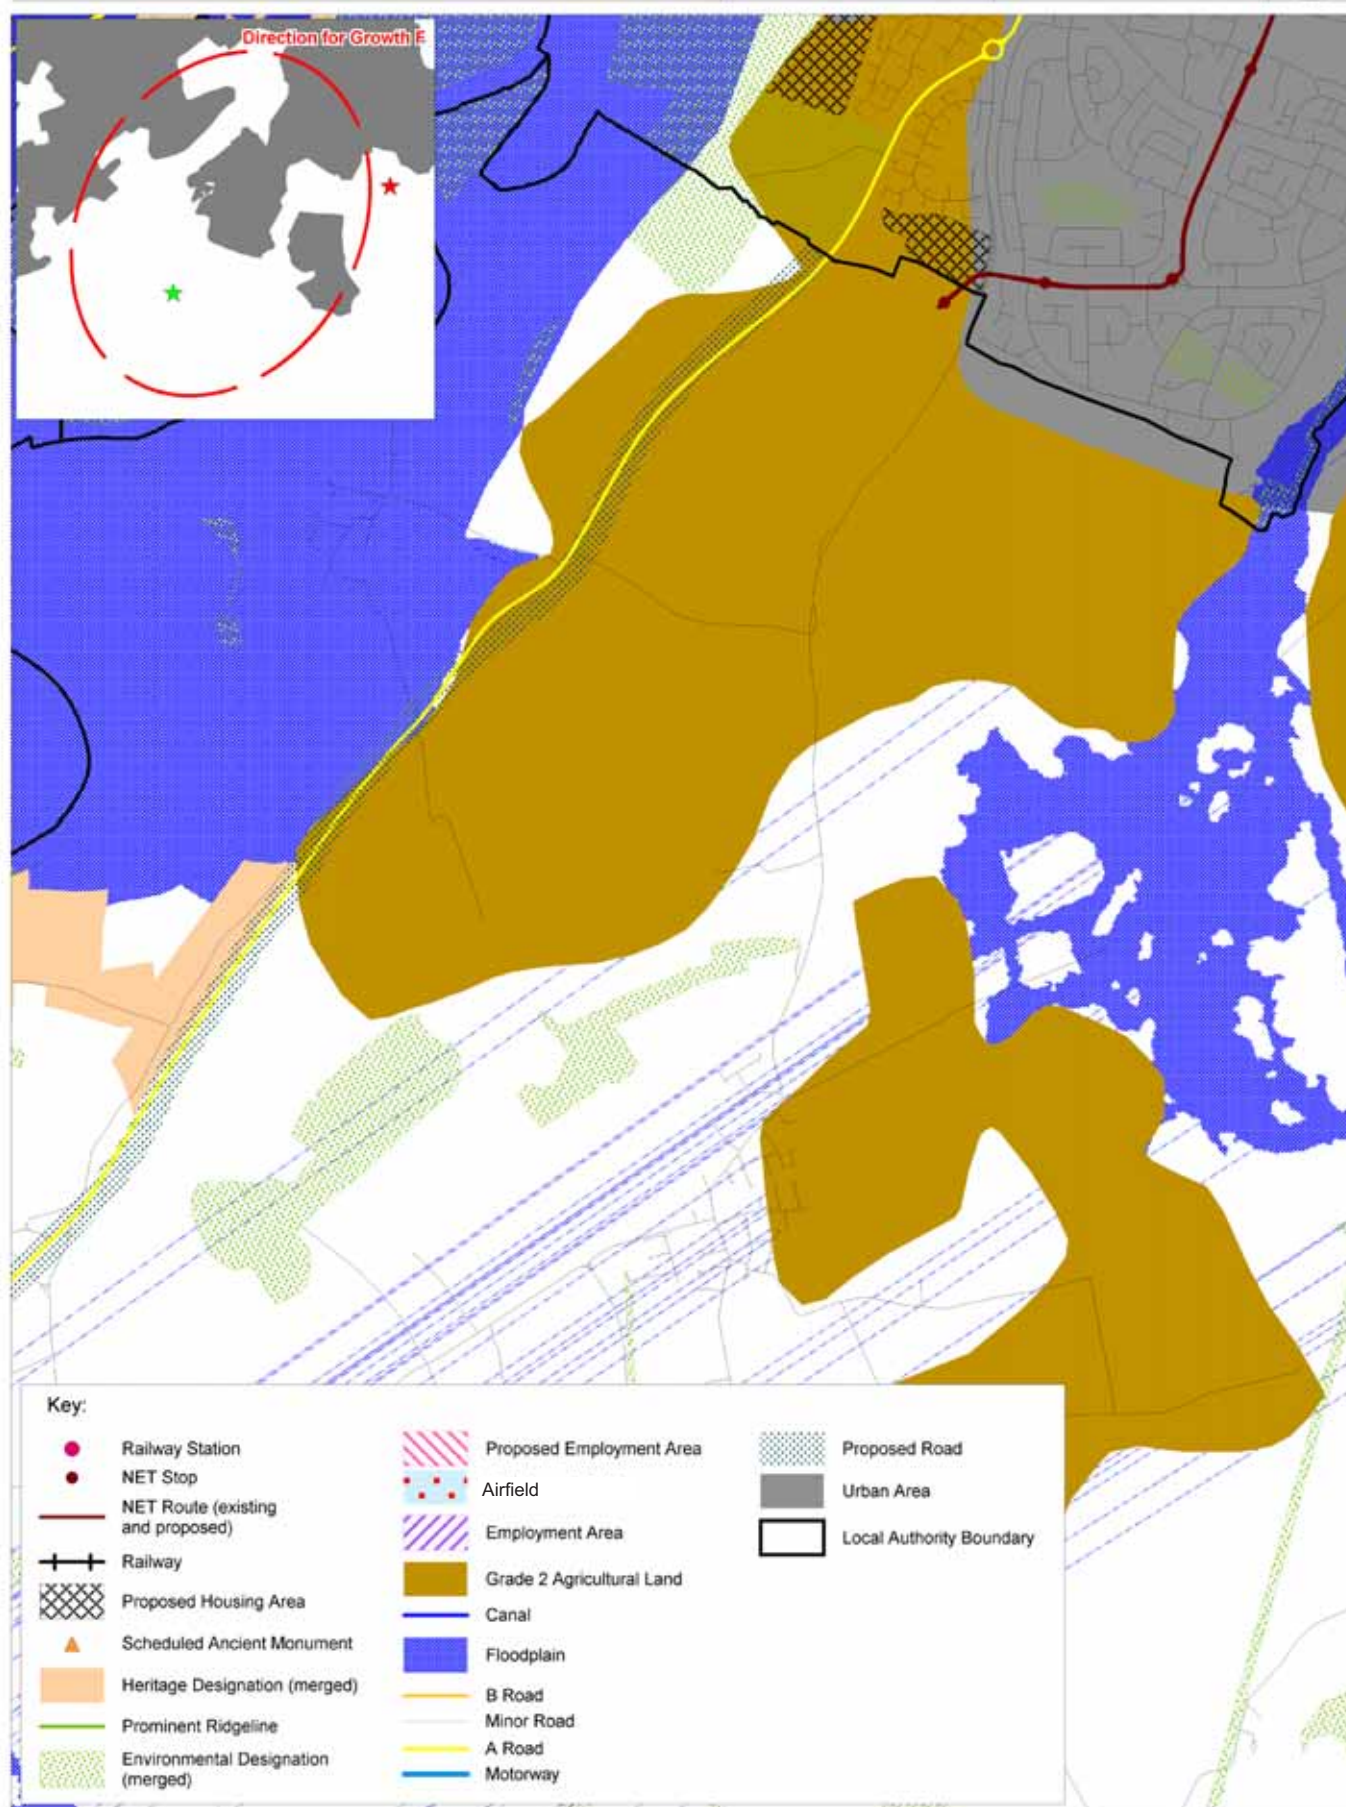 Direction for Growth E
Key:
Railway Station
NET Stop
NET Route (existing
and proposed)
Railway
Proposed Housing Area
Scheduled Ancient Monument
Heritage Designation (merged)
Prominent Ridgeline
Environmental Designation
(merged)
Proposed Employment Area
Airfield
Employment Area
Grade 2 Agricultural Land
Canal
Floodplain
B Road
Minor Road
A Road
Motorway
Proposed Road
Urban Area
Local Authority Boundary